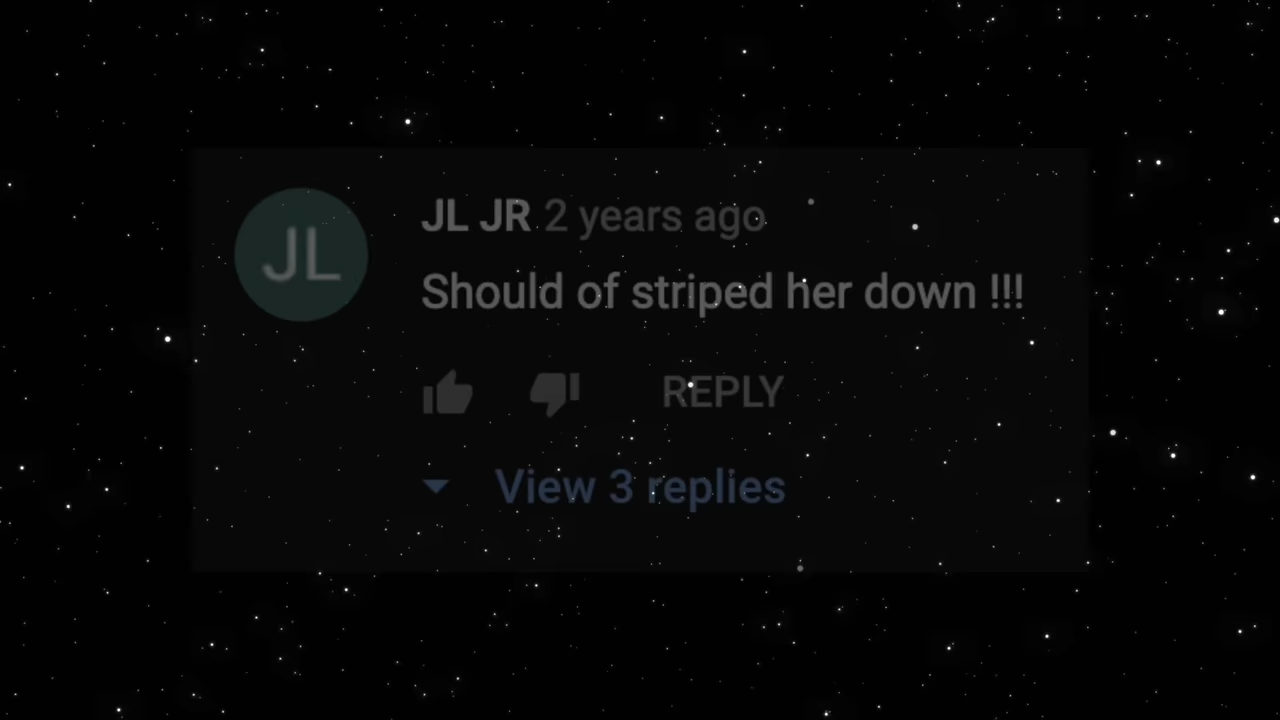 JL
JL JR 2 years ago
Should of striped her down !!!
REPLY
View 3 replies